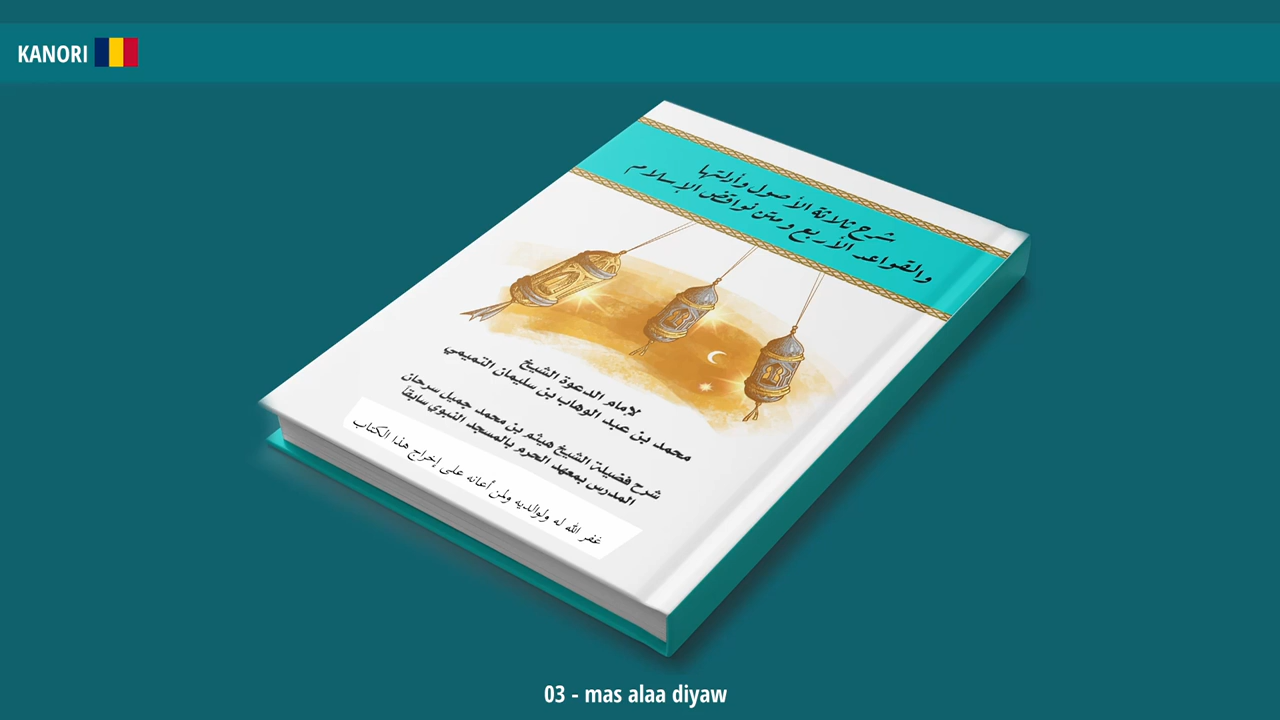 KANORI
شرح ثلاثة الأصول وأدلتها
والقواعد الأربع و متن نواقض الإسلام
لإمام الدعوة الشيخ
محمد بن عبد الوهاب بن سليمان التميمي
شرح فضيلة الشيخ هيثم بن محمد جميل سرحان
المدرس بمعهد الحرم بالمسجد النبوي سابقاً
غفر الله له ولوالديه ولمن أعانه على إخراج هذا الكتاب
03 - mas alaa diyaw